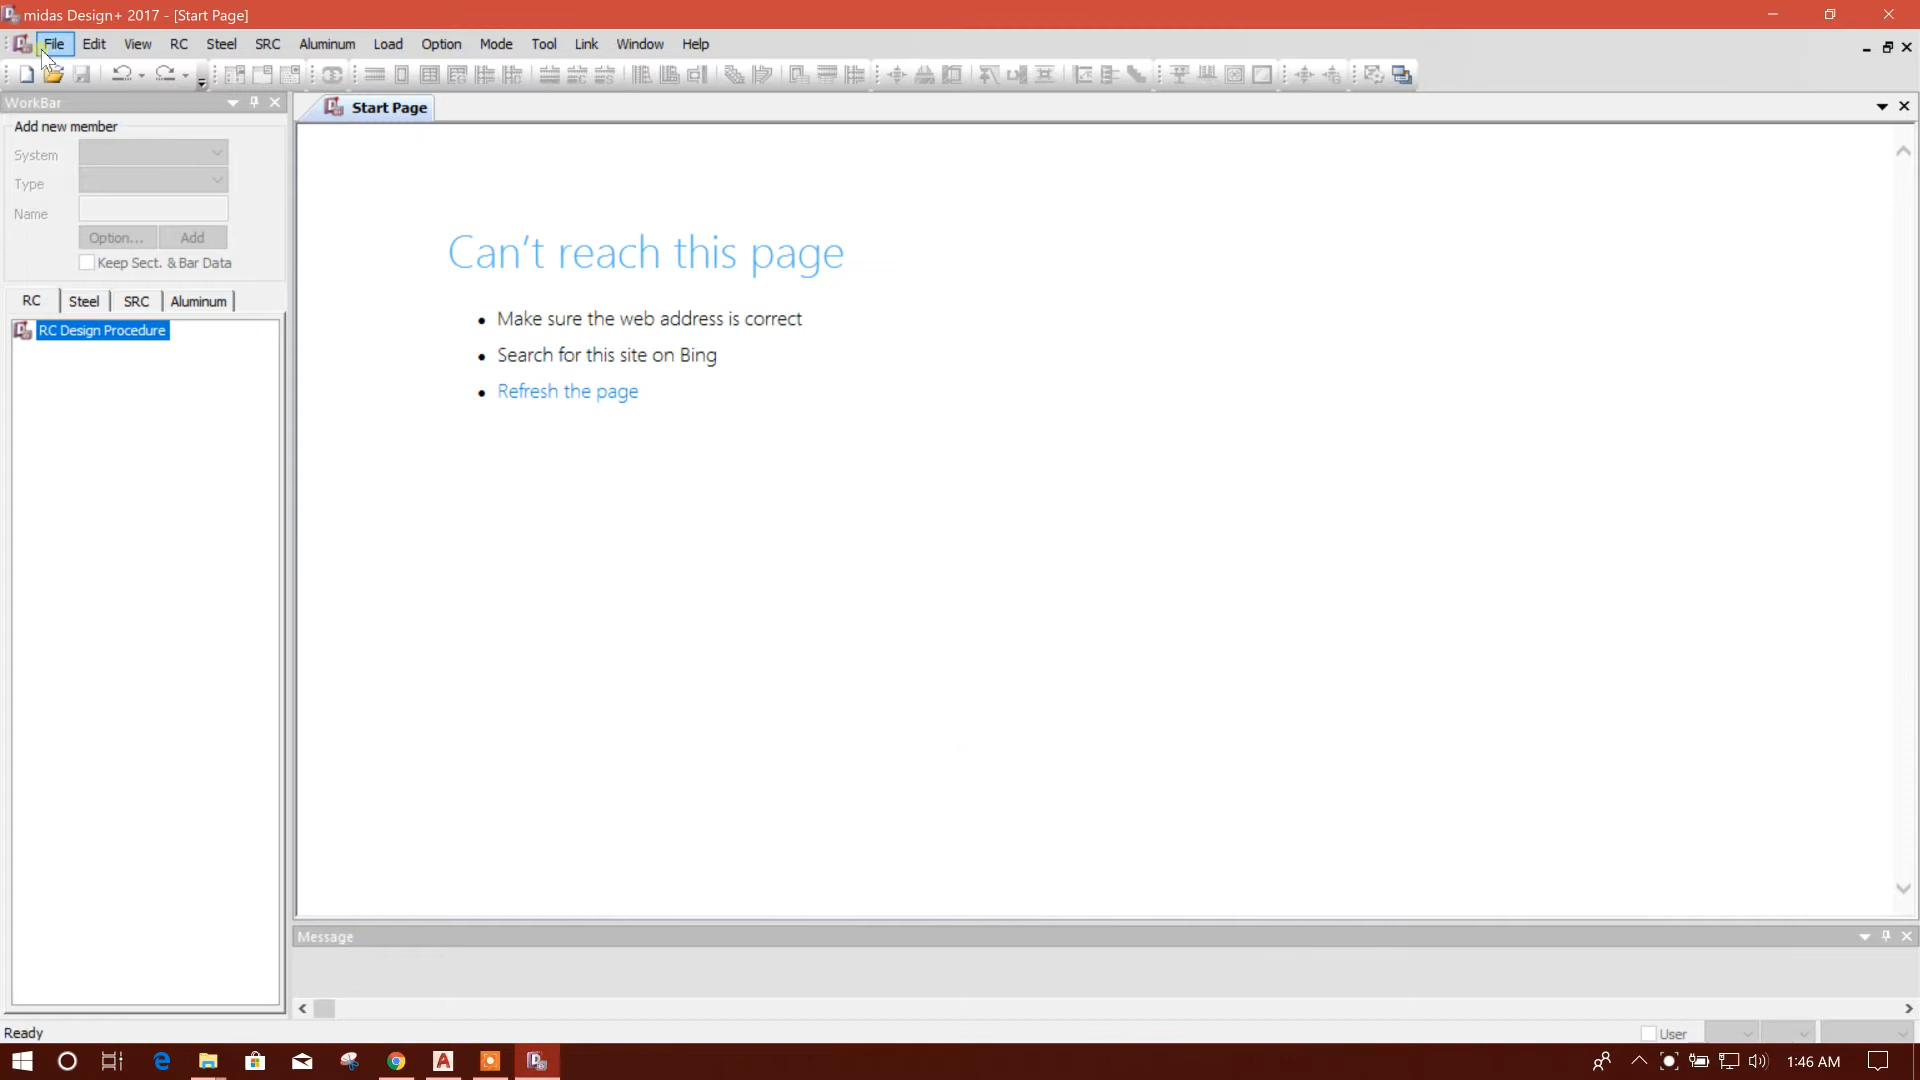 midas Design+ 2017 - [Start Page]
File Edit View RC Steel SRC Aluminum Load Option Mode Tool Link Window Help
WorkBar
Start Page
Add new member
System
Type
Name
Option... Add
Keep Sect. & Bar Data
RC Steel SRC Aluminum
RC Design Procedure
Can't reach this page
Make sure the web address is correct
Search for this site on Bing
Refresh the page
Message
Ready
User
1:46 AM